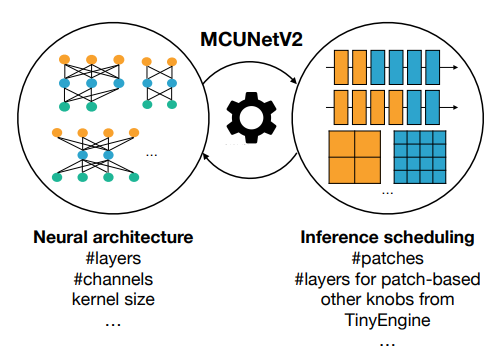 MCUNetV2
...
...
Neural architecture
#layers
#channels
kernel size
...
Inference scheduling
#patches
#layers for patch-based
other knobs from
TinyEngine
...